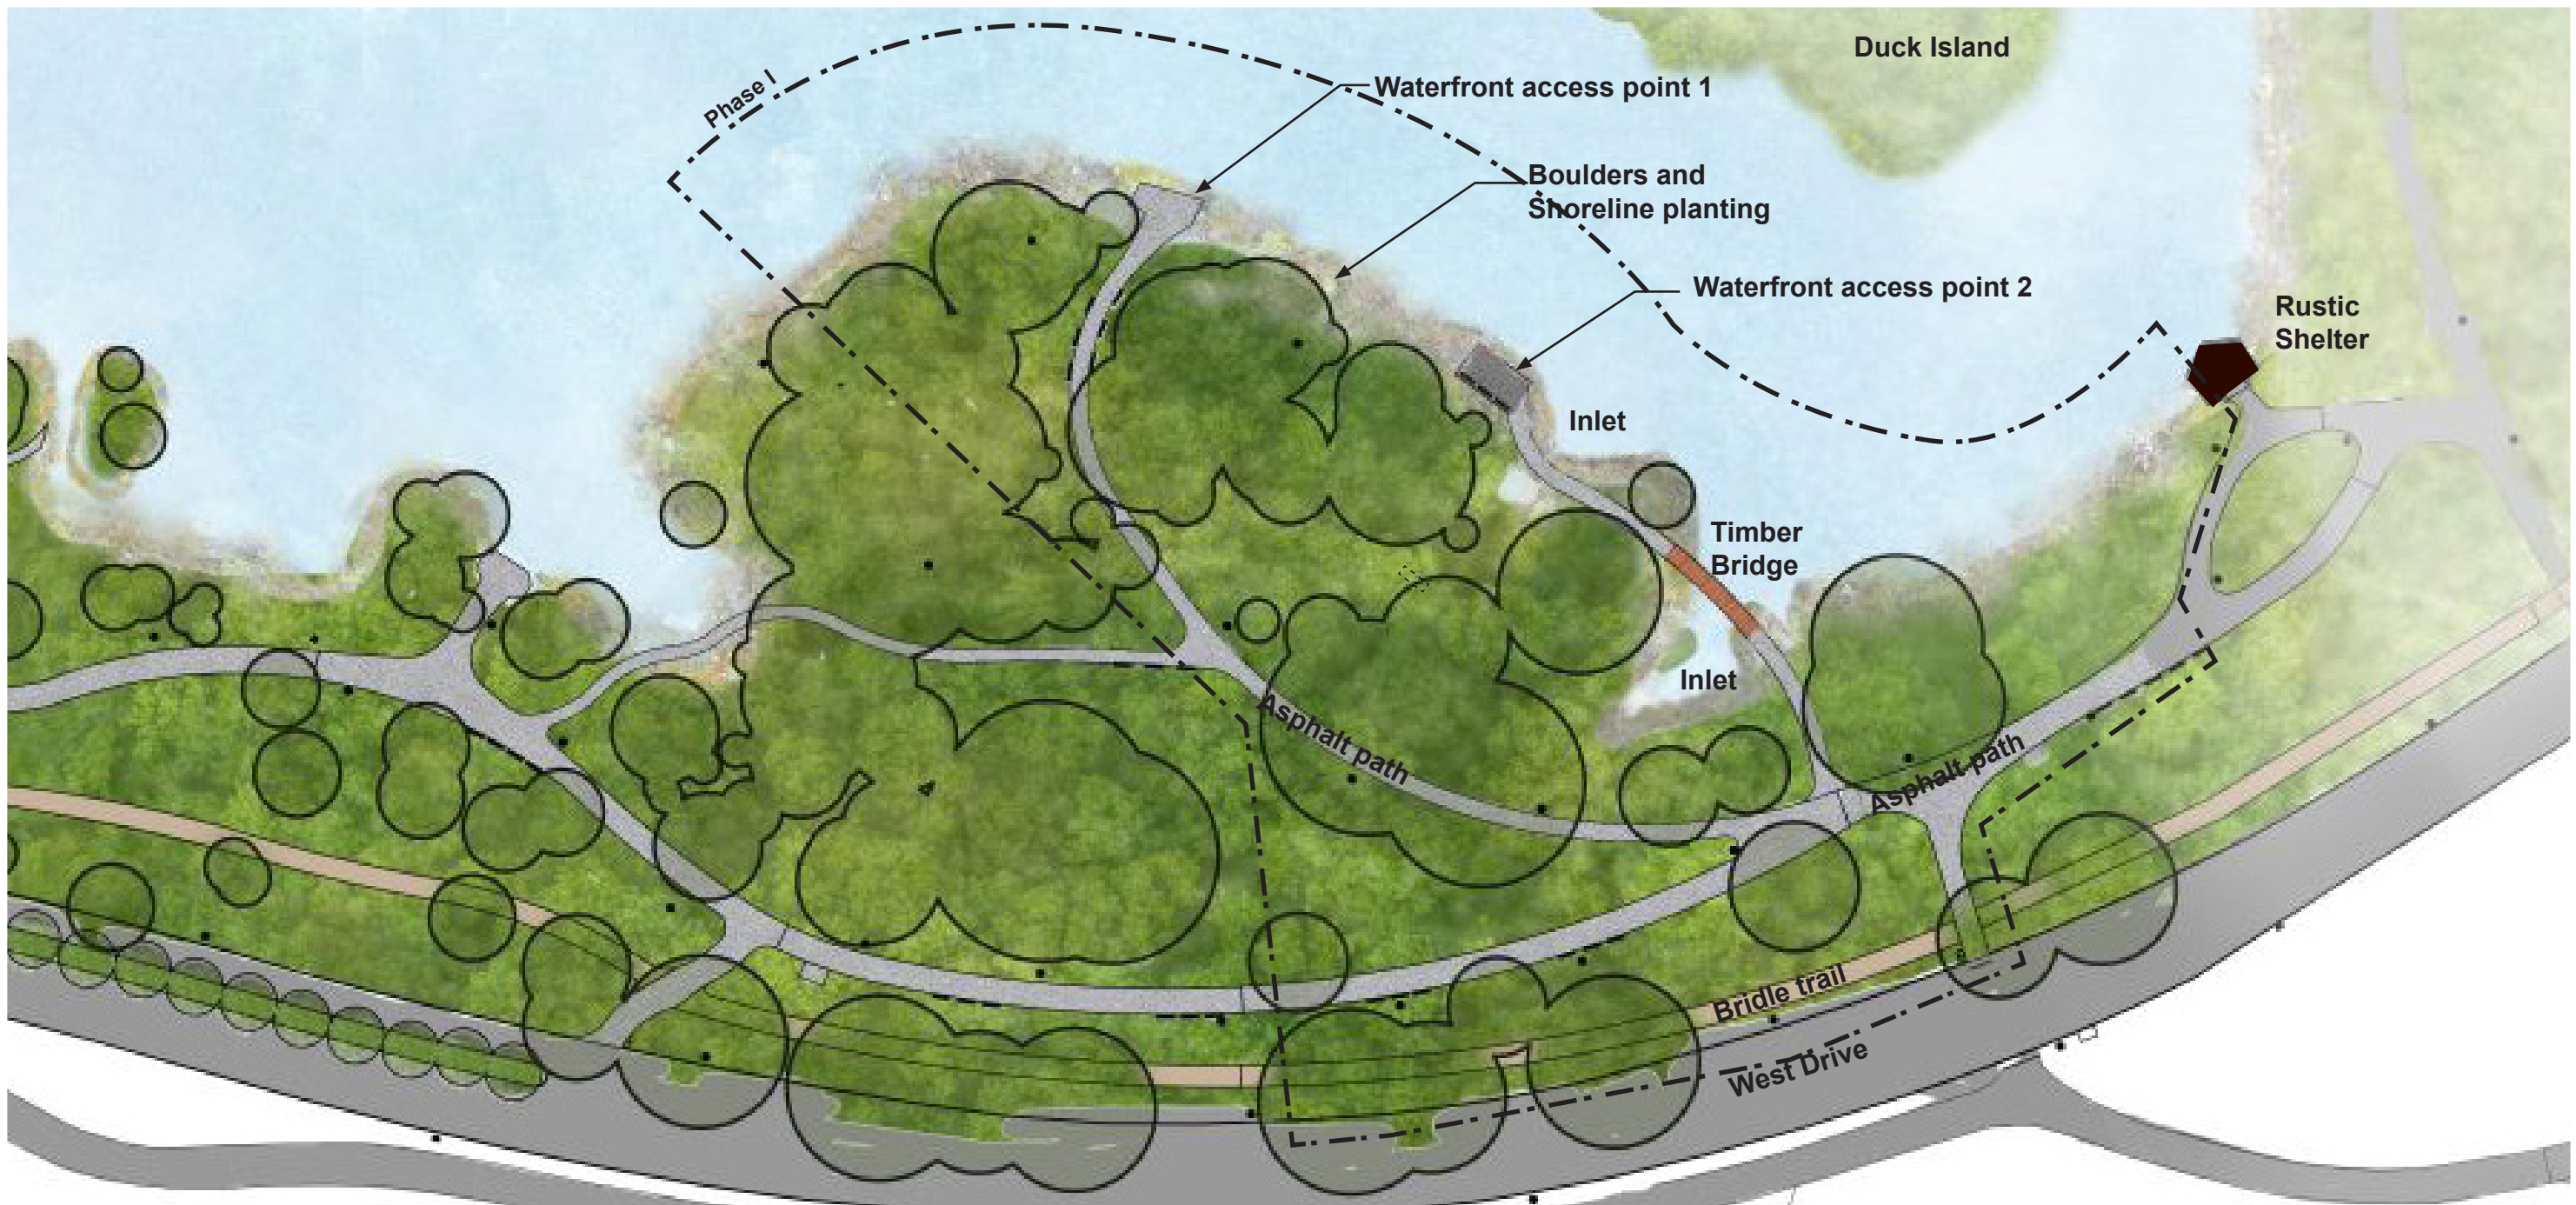 Duck Island
Phase I
Waterfront access point 1
Boulders and
Shoreline planting
Waterfront access point 2
Rustic
Shelter
Inlet
Timber
Bridge
Inlet
Asphalt path
Asphalt path
Bridle trail
West Drive